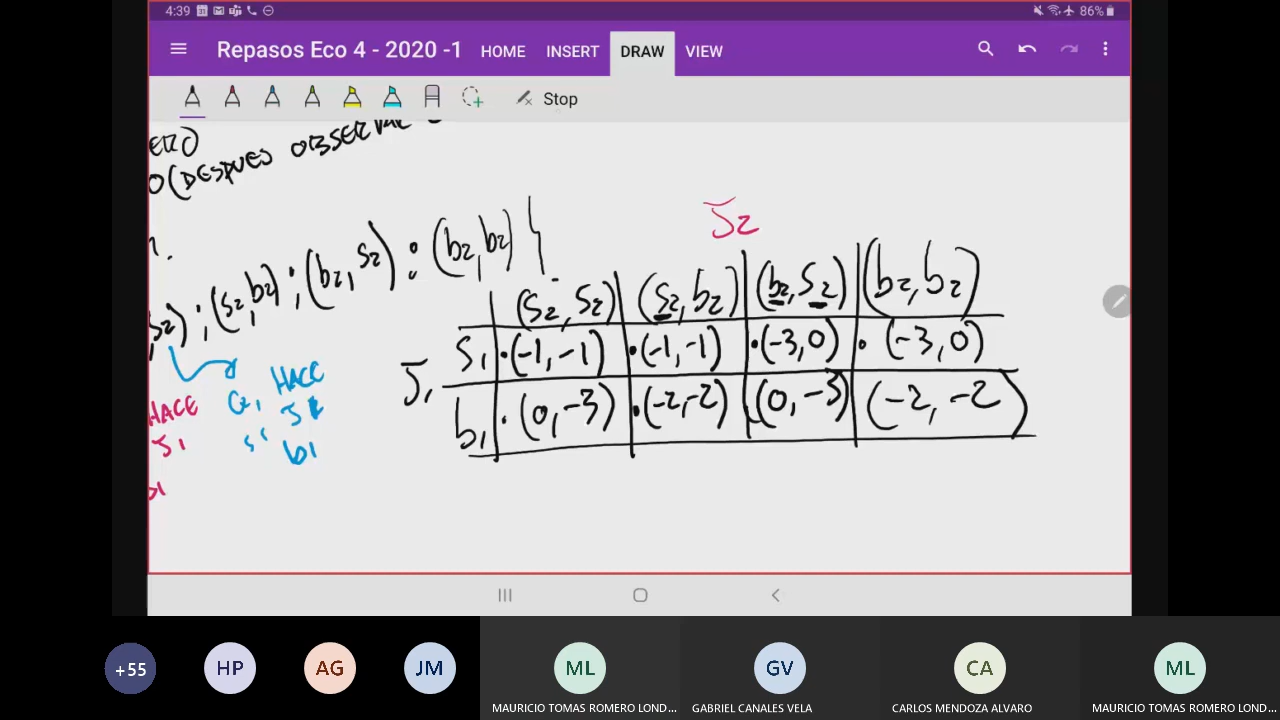 4:39 86%
Repasos Eco 4 - 2020 -1 HOME INSERT DRAW VIEW
Stop
O(DESPUES
J2
; (s2, b2) ; (b2, s2) ; (b2, b2) }
(s2, s2) (s2, b2) (b2, s2) (b2, b2)
s1 (-1, -1) (-1, -1) (-3, 0) (-3, 0)
J1
b1 (0, -3) (-2, -2) (0, -3) (-2, -2)
HACE
J1
HACE
b1
+55 HP AG JM ML GV CA ML
MAURICIO TOMAS ROMERO LOND... GABRIEL CANALES VELA CARLOS MENDOZA ALVARO MAURICIO TOMAS ROMERO LOND...